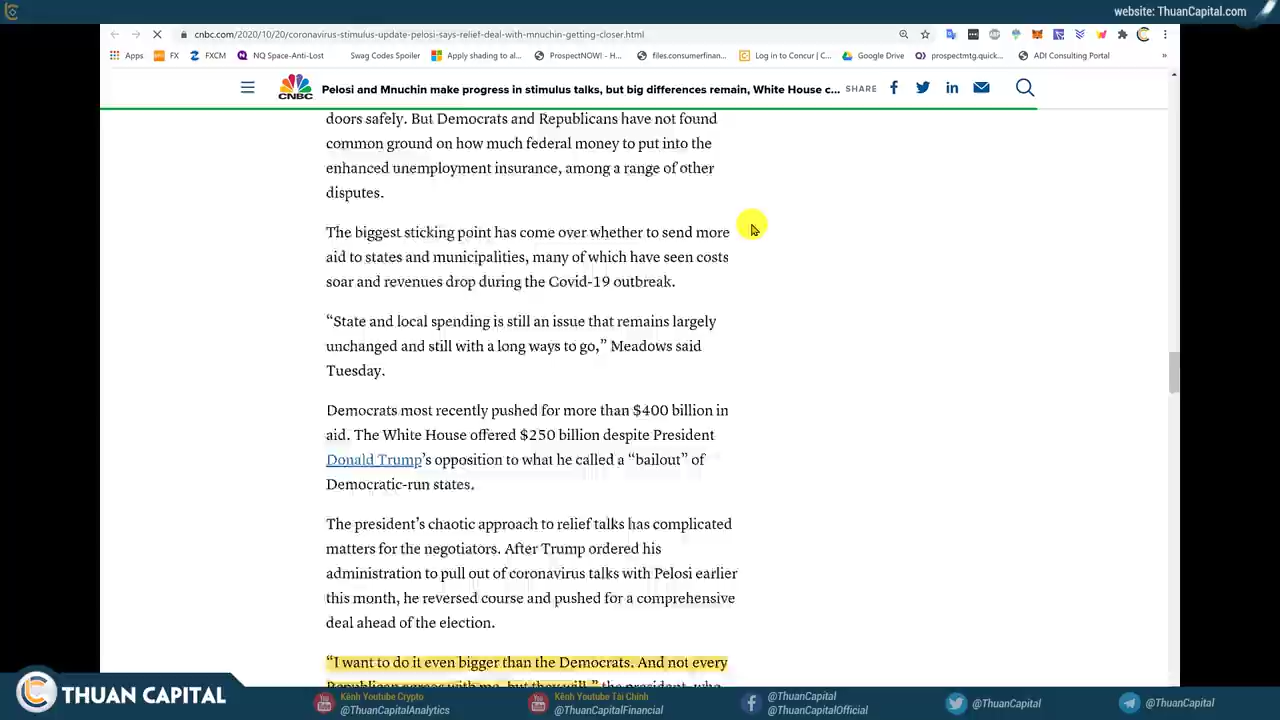 website: ThuanCapital.com
cnbc.com/2020/10/20/coronavirus-stimulus-update-pelosi-says-relief-deal-with-mnuchin-getting-closer.html
Apps FX FXCM NQ Space-Anti-Lost Swag Codes Spoiler Apply shading to al... ProspectNOW! - H... files.consumerfinan... Log in to Concur | C... Google Drive prospectmtg.quick... ADI Consulting Portal »
CNBC Pelosi and Mnuchin make progress in stimulus talks, but big differences remain, White House c... SHARE
doors safely. But Democrats and Republicans have not found
common ground on how much federal money to put into the
enhanced unemployment insurance, among a range of other
disputes.
The biggest sticking point has come over whether to send more
aid to states and municipalities, many of which have seen costs
soar and revenues drop during the Covid-19 outbreak.
“State and local spending is still an issue that remains largely
unchanged and still with a long ways to go,” Meadows said
Tuesday.
Democrats most recently pushed for more than $400 billion in
aid. The White House offered $250 billion despite President
Donald Trump’s opposition to what he called a “bailout” of
Democratic-run states.
The president’s chaotic approach to relief talks has complicated
matters for the negotiators. After Trump ordered his
administration to pull out of coronavirus talks with Pelosi earlier
this month, he reversed course and pushed for a comprehensive
deal ahead of the election.
“I want to do it even bigger than the Democrats. And not every
Republican agrees with me, but they will,” the president, who
THUAN CAPITAL
Kênh Youtube Crypto
@ThuanCapitalAnalytics
Kênh Youtube Tài Chính
@ThuanCapitalFinancial
@ThuanCapital
@ThuanCapitalOfficial
@ThuanCapital
@ThuanCapital